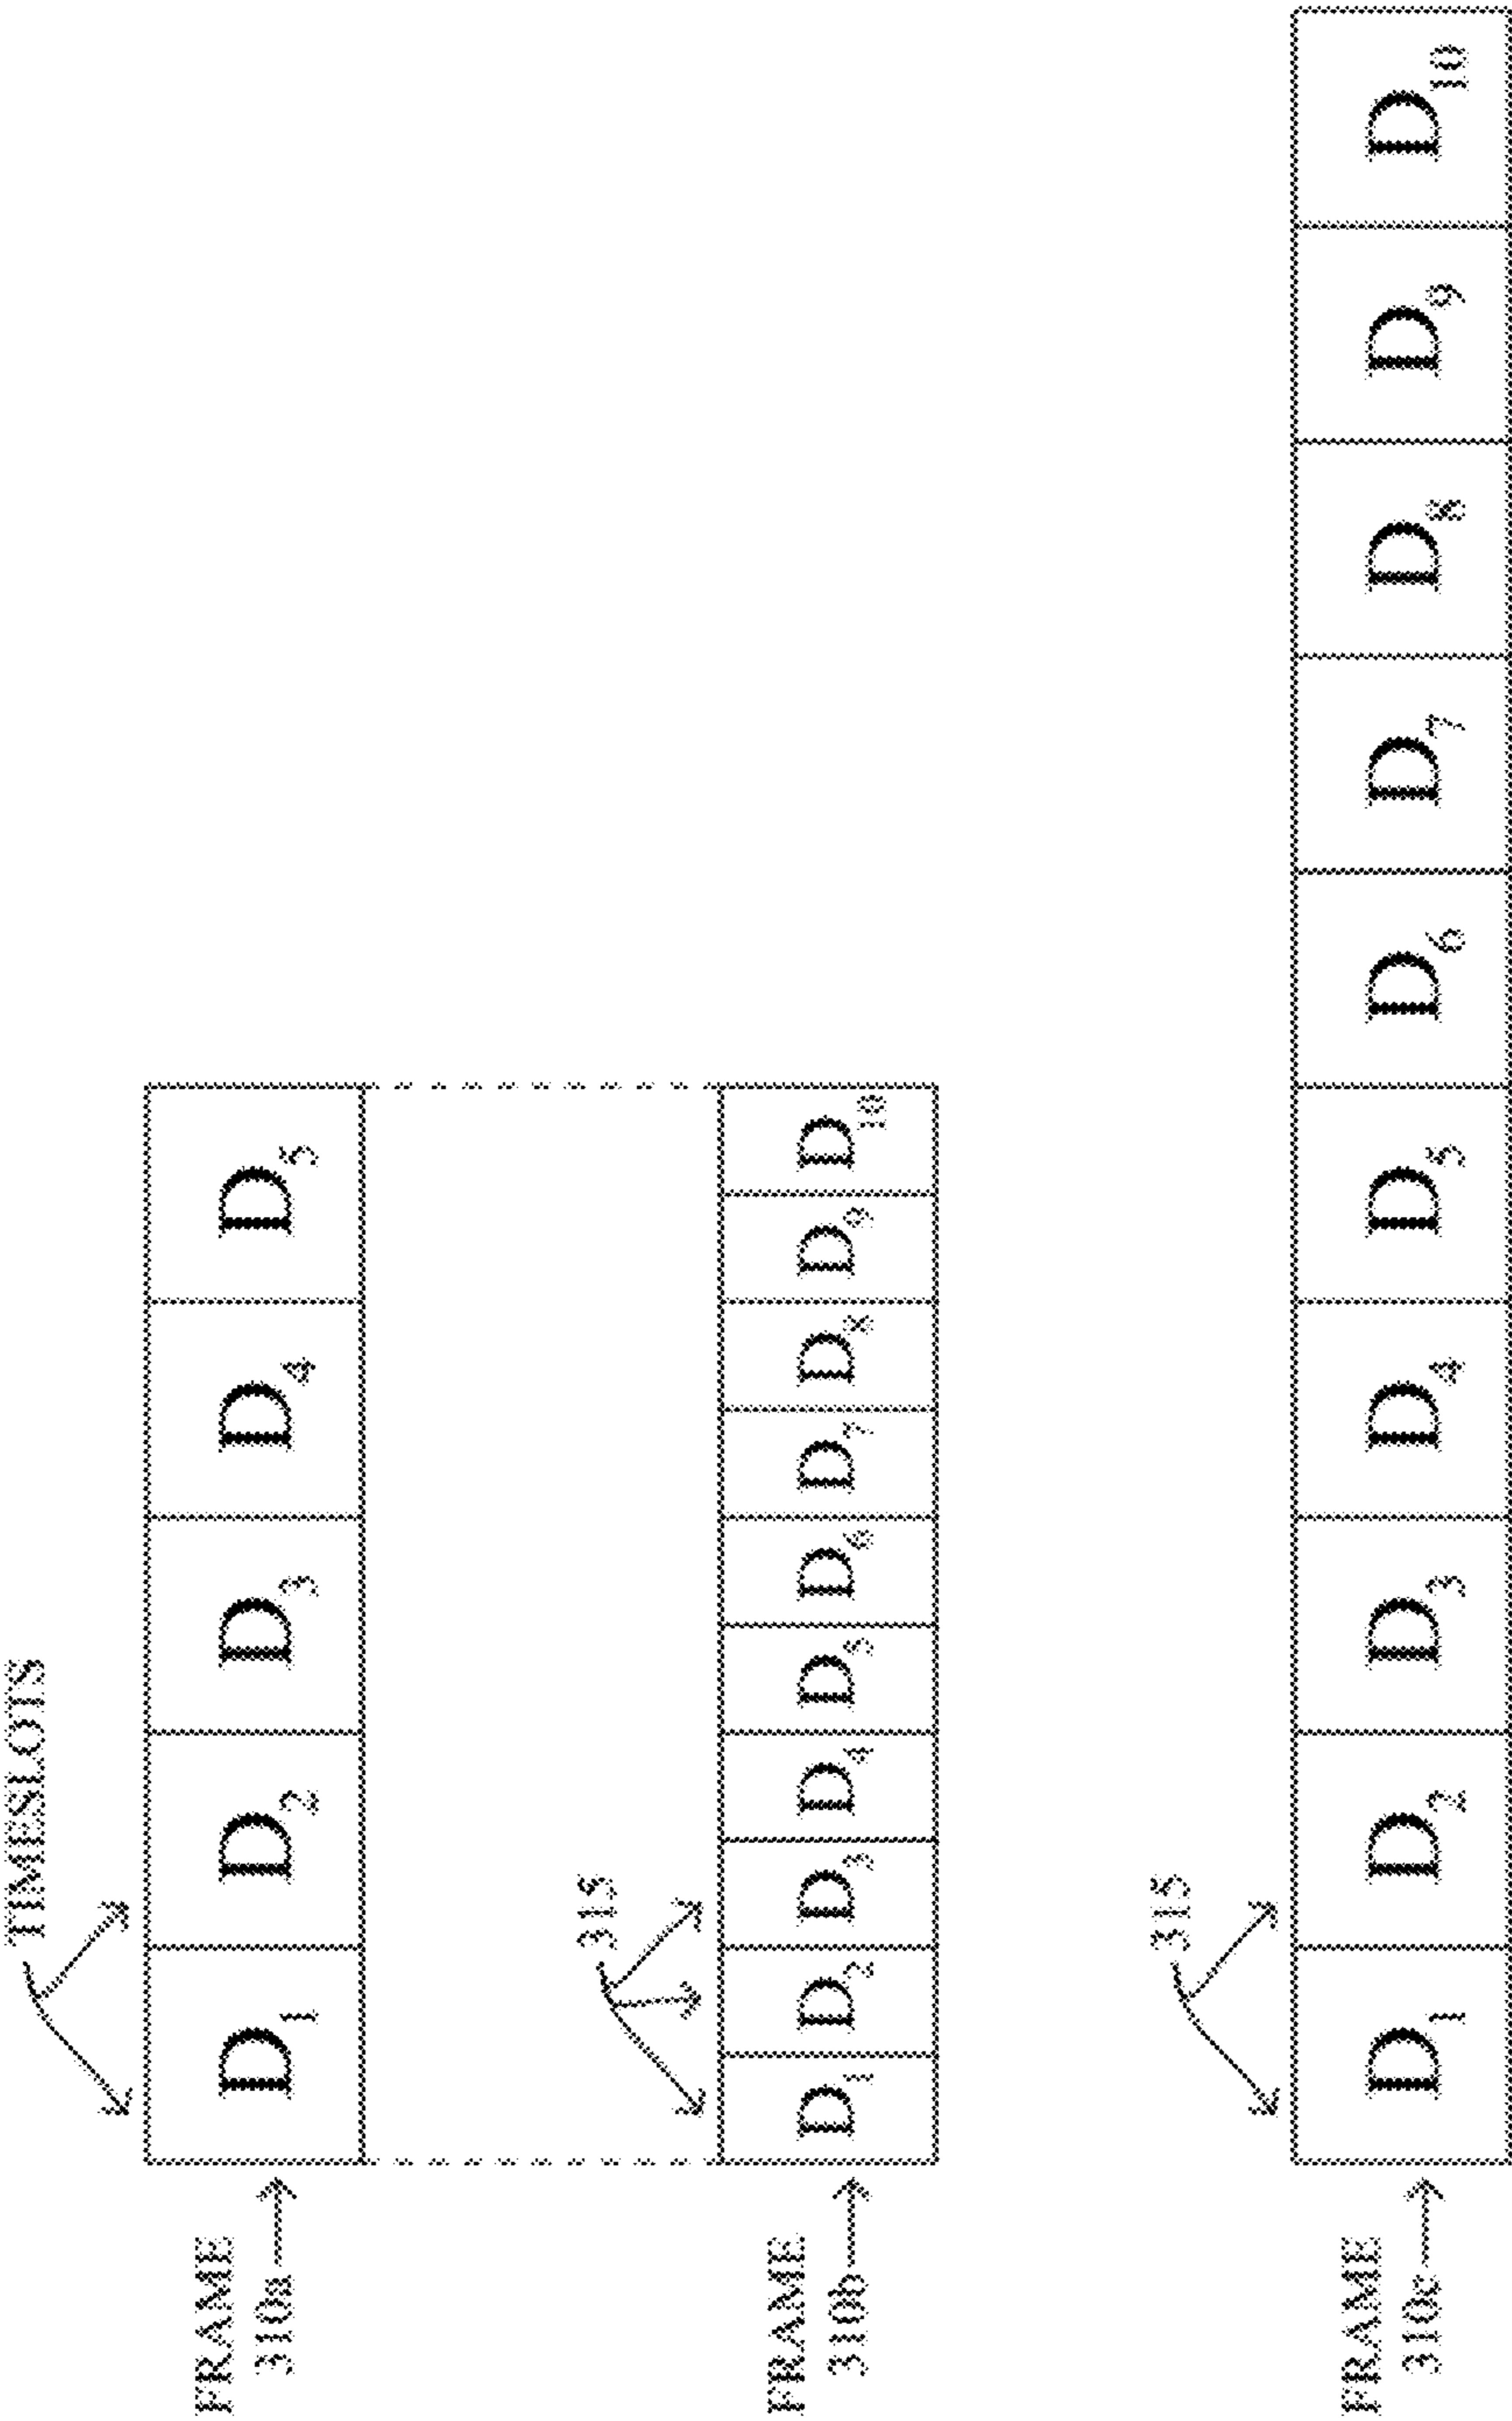 TIMESLOTS
FRAME
310a
D1 D2 D3 D4 D5
315
FRAME
310b
D1 D2 D3 D4 D5 D6 D7 D8 D9 D10
315
FRAME
310c
D1 D2 D3 D4 D5 D6 D7 D8 D9 D10